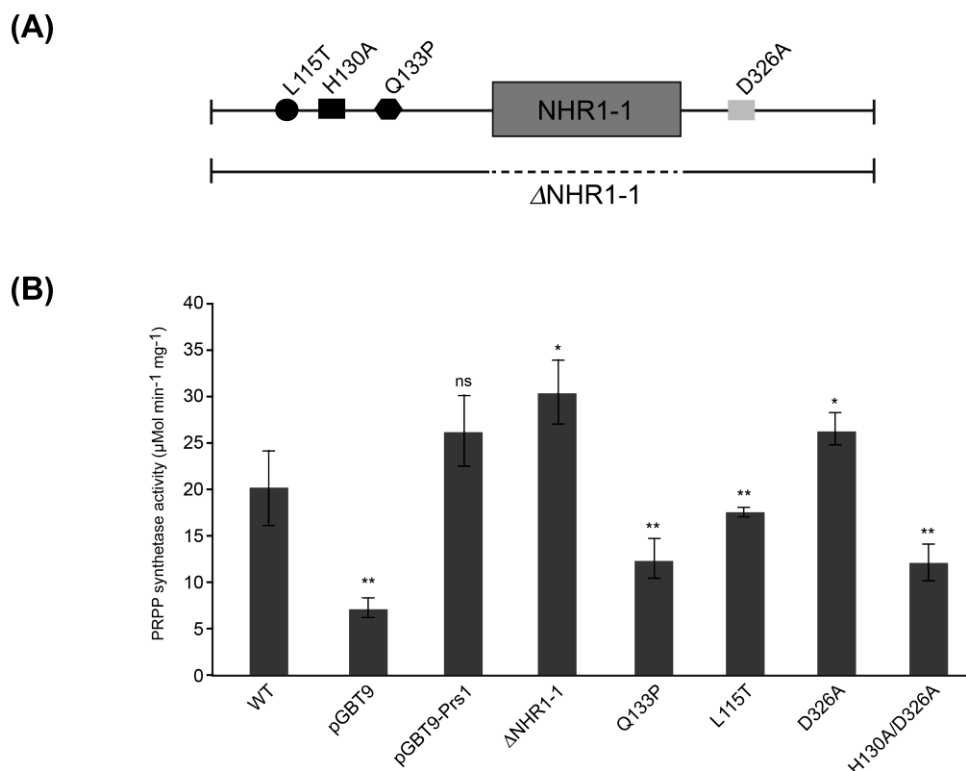 (A)
L115T
H130A
Q133P
NHR1-1
D326A
ΔNHR1-1
(B)
PRPP synthetase activity (µMol min-1 mg-1)
40
35
30
25
20
15
10
5
0
**
ns
*
**
**
*
**
WT
pGBT9
pGBT9-Prs1
ΔNHR1-1
Q133P
L115T
D326A
H130A/D326A